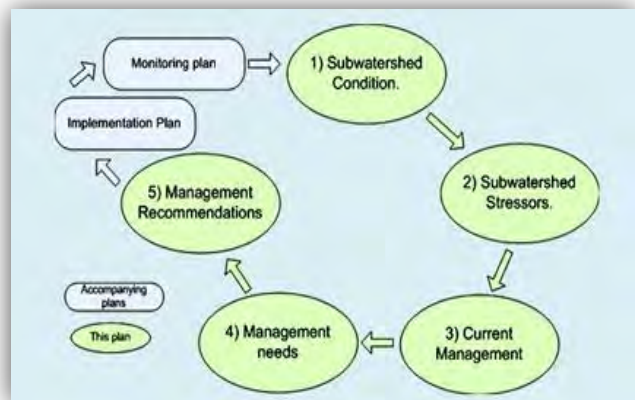 Monitoring plan
1) Subwatershed
Condition.
Implementation Plan
2) Subwatershed
Stressors.
5) Management
Recommendations
Accompanying
plans
This plan
4) Management
needs
3) Current
Management